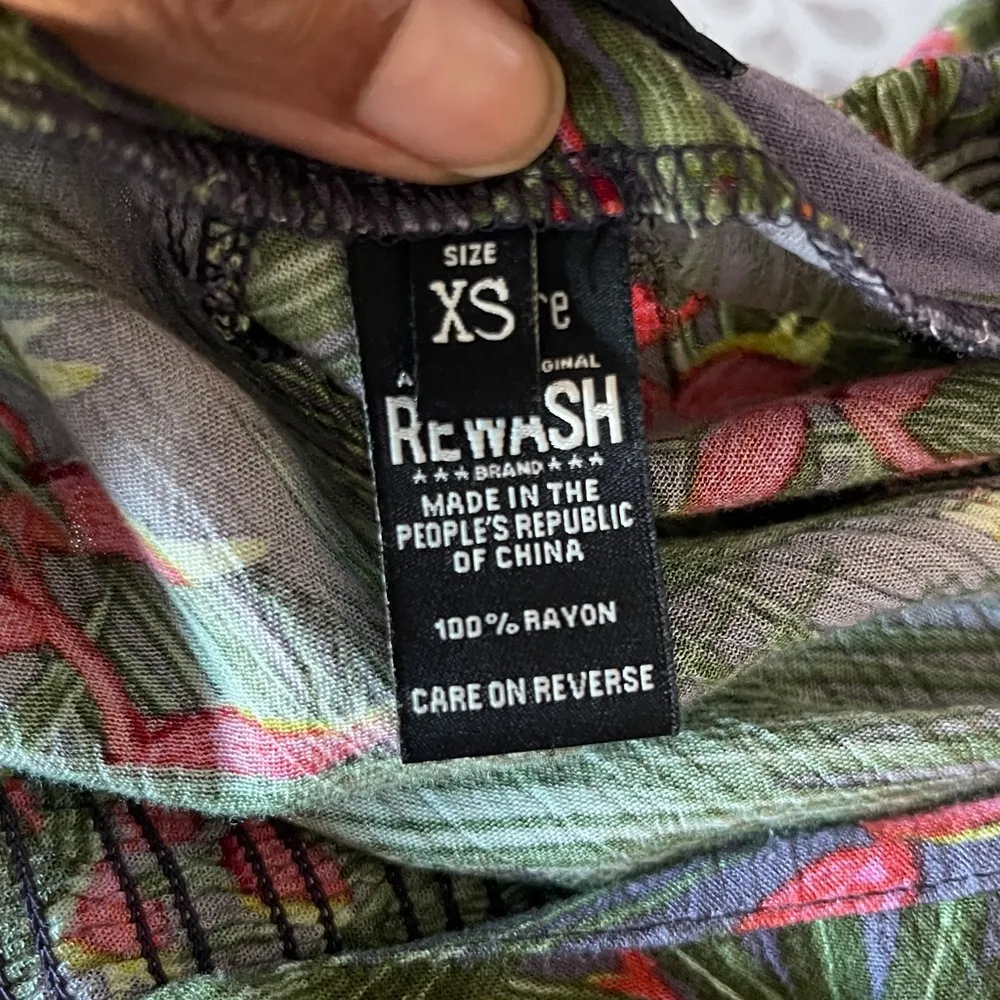 SIZE
XS
REWASH
***BRAND***
MADE IN THE
PEOPLE'S REPUBLIC
OF CHINA
100% RAYON
CARE ON REVERSE